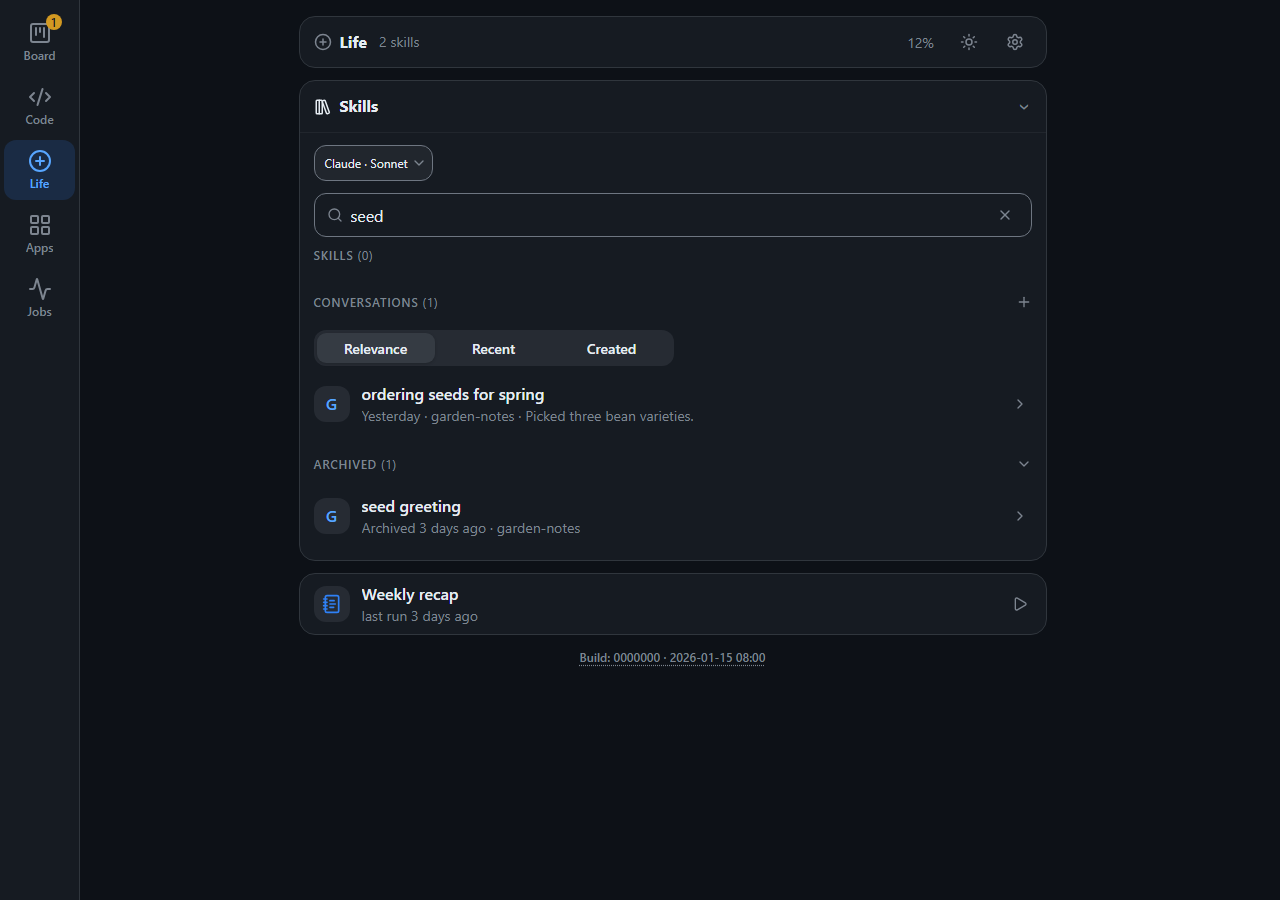 1
Board
Code
Life
Apps
Jobs
Life 2 skills 12%
Skills
Claude · Sonnet
seed
SKILLS (0)
CONVERSATIONS (1)
Relevance Recent Created
G
ordering seeds for spring
Yesterday · garden-notes · Picked three bean varieties.
ARCHIVED (1)
G
seed greeting
Archived 3 days ago · garden-notes
Weekly recap
last run 3 days ago
Build: 0000000 · 2026-01-15 08:00